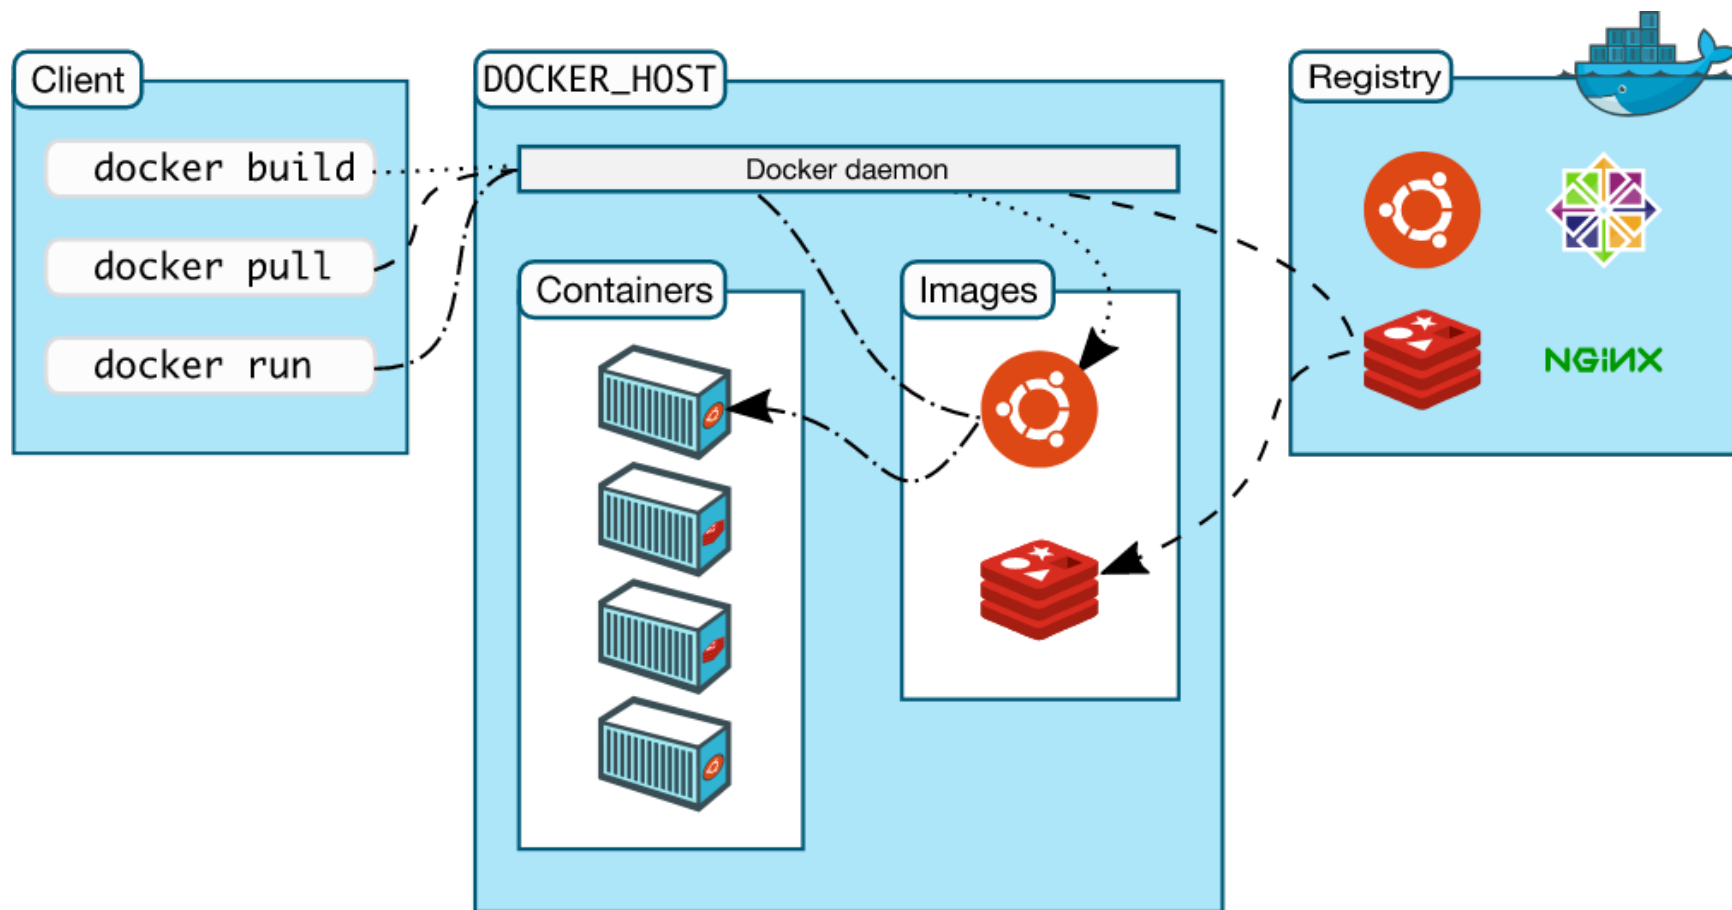 Client
docker build
docker pull
docker run
DOCKER_HOST
Docker daemon
Containers
Images
Registry
NGiNX